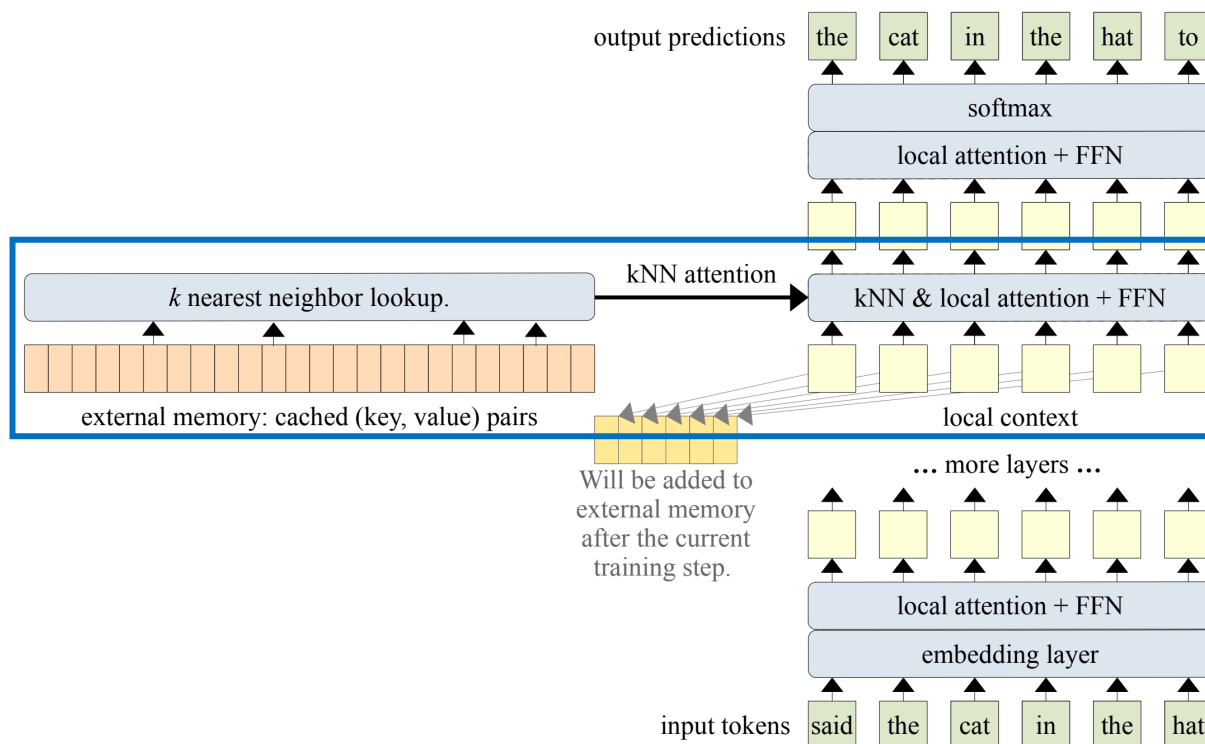 output predictions the cat in the hat to
softmax
local attention + FFN
kNN attention
k nearest neighbor lookup.
kNN & local attention + FFN
external memory: cached (key, value) pairs
local context
Will be added to
external memory
after the current
training step.
... more layers ...
local attention + FFN
embedding layer
input tokens said the cat in the hat